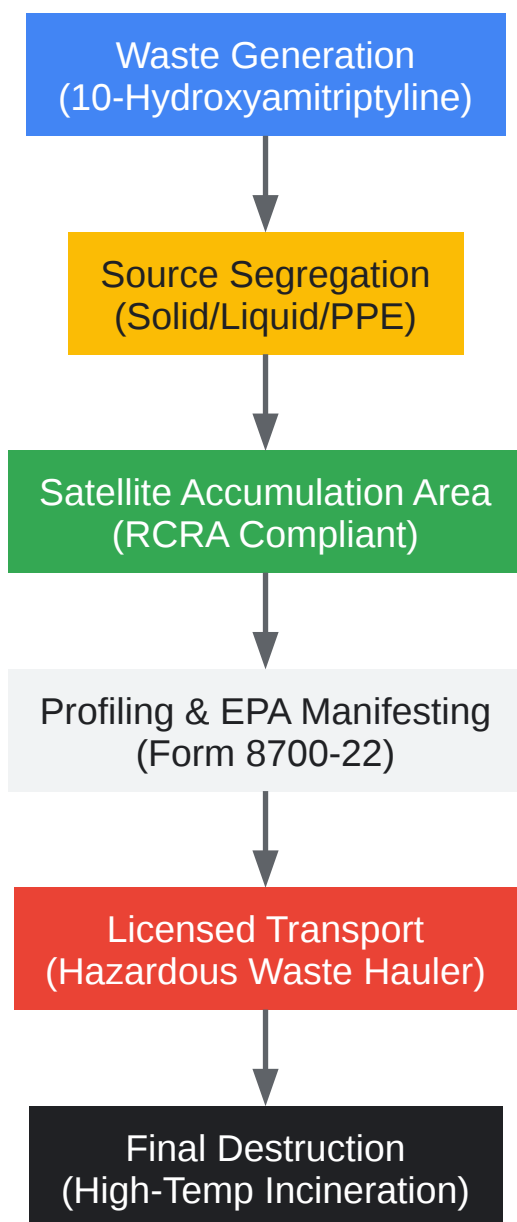 Waste Generation
(10-Hydroxyamitriptyline)
Source Segregation
(Solid/Liquid/PPE)
Satellite Accumulation Area
(RCRA Compliant)
Profiling & EPA Manifesting
(Form 8700-22)
Licensed Transport
(Hazardous Waste Hauler)
Final Destruction
(High-Temp Incineration)